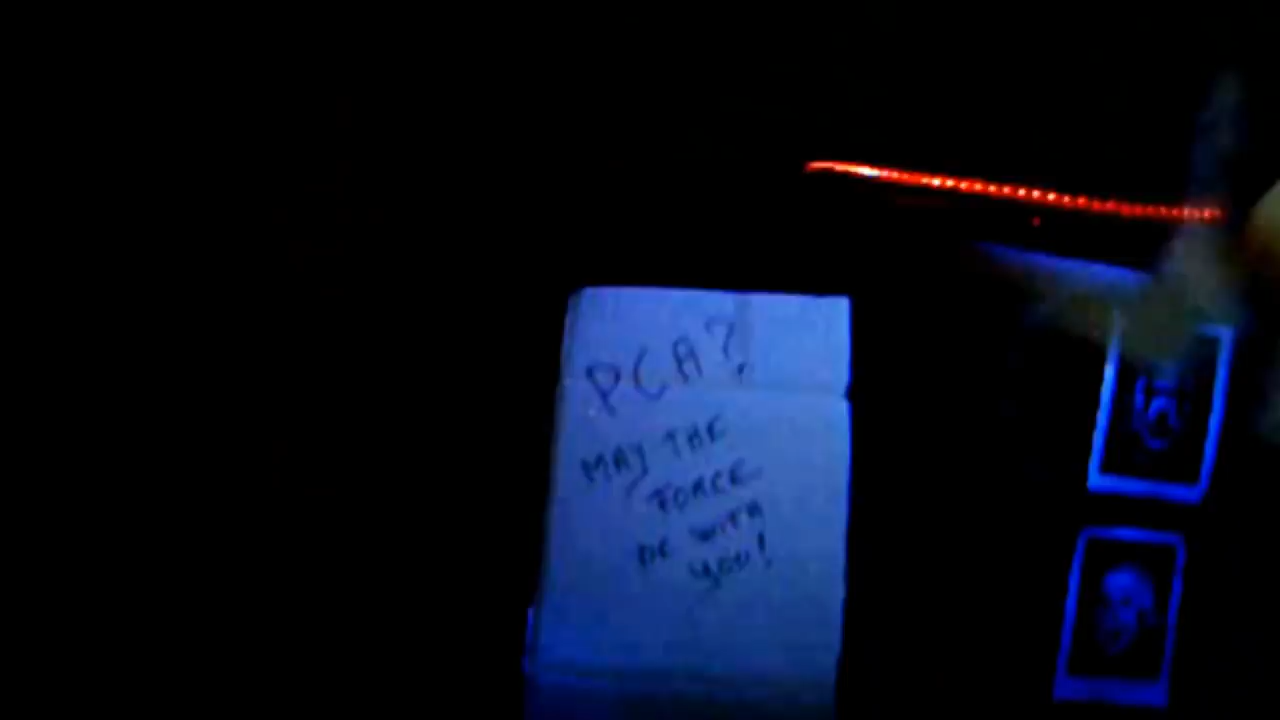 PCA?
MAY THE
FORCE
BE WITH
YOU!